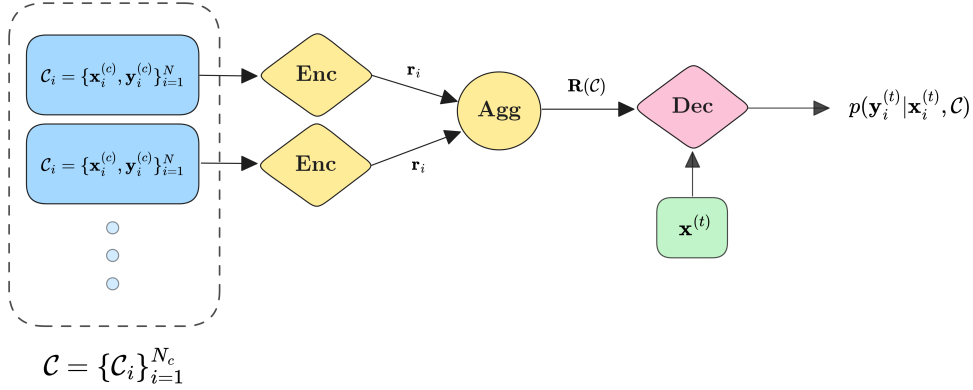 𝒞ᵢ = {𝐱ᵢ⁽ᶜ⁾, 𝐲ᵢ⁽ᶜ⁾}ᵢ₌₁ᴺ
Enc
𝐫ᵢ
Agg
𝐑(𝒞)
Dec
p(𝐲ᵢ⁽ᵗ⁾|𝐱ᵢ⁽ᵗ⁾, 𝒞)
𝒞ᵢ = {𝐱ᵢ⁽ᶜ⁾, 𝐲ᵢ⁽ᶜ⁾}ᵢ₌₁ᴺ
Enc
𝐫ᵢ
𝐱⁽ᵗ⁾
𝒞 = {𝒞ᵢ}ᵢ₌₁^{N_c}